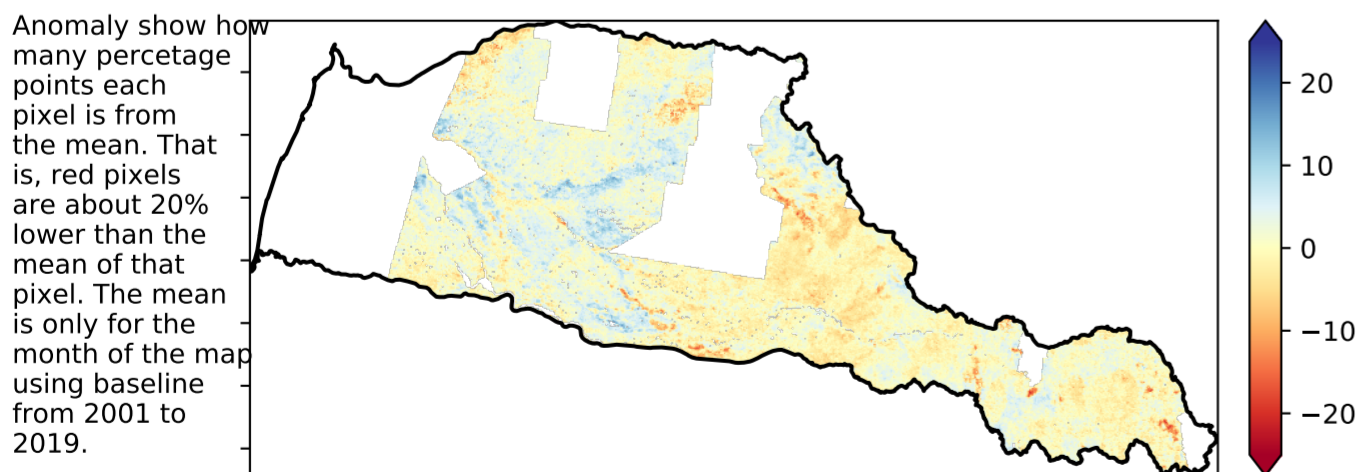 Anomaly show how
many percetage
points each
pixel is from
the mean. That
is, red pixels
are about 20%
lower than the
mean of that
pixel. The mean
is only for the
month of the map
using baseline
from 2001 to
2019.
20
10
0
−10
−20